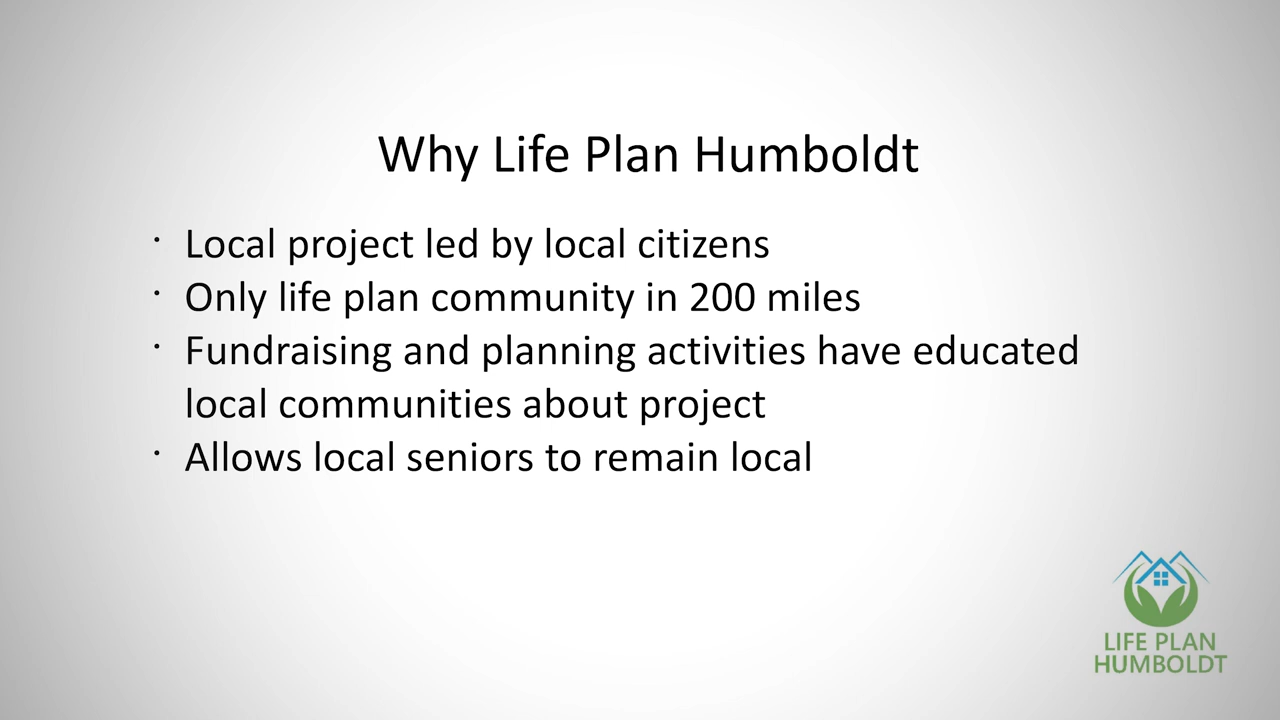 Why Life Plan Humboldt
· Local project led by local citizens
· Only life plan community in 200 miles
· Fundraising and planning activities have educated
local communities about project
· Allows local seniors to remain local
LIFE PLAN
HUMBOLDT